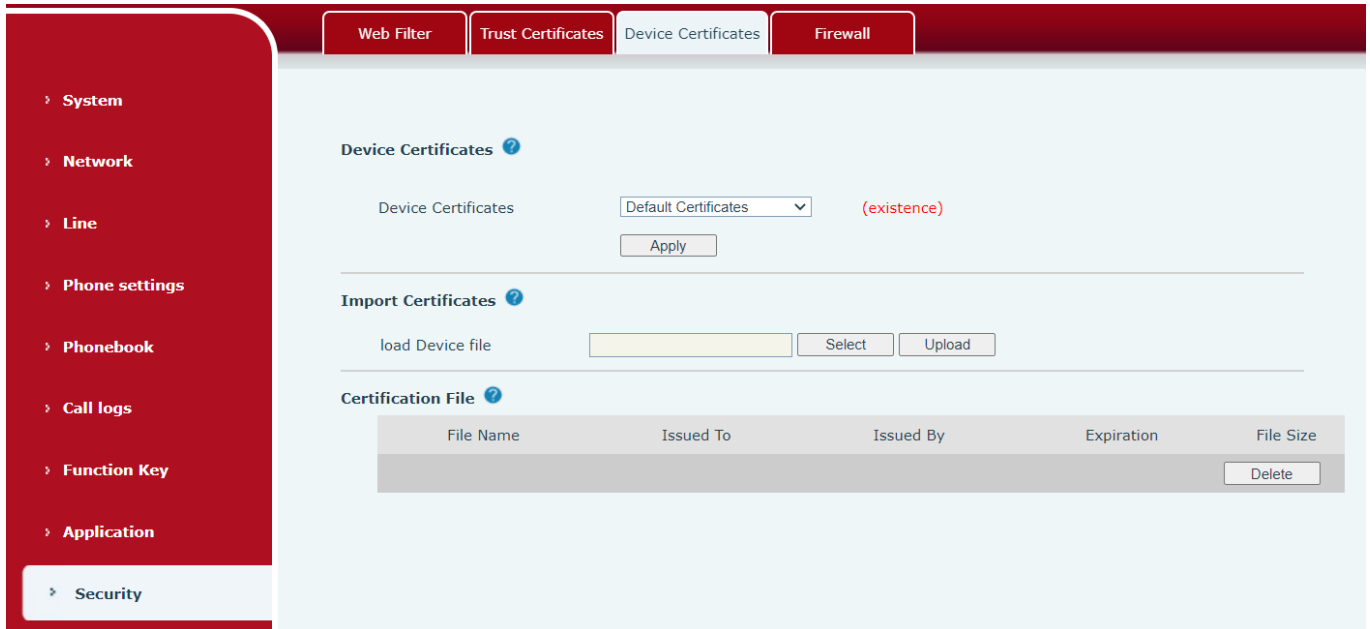 Web Filter
Trust Certificates
Device Certificates
Firewall
System
Network
Line
Phone settings
Phonebook
Call logs
Function Key
Application
Security
Device Certificates ?
Device Certificates Default Certificates (existence)
Apply
Import Certificates ?
load Device file Select Upload
Certification File ?
File Name Issued To Issued By Expiration File Size
Delete